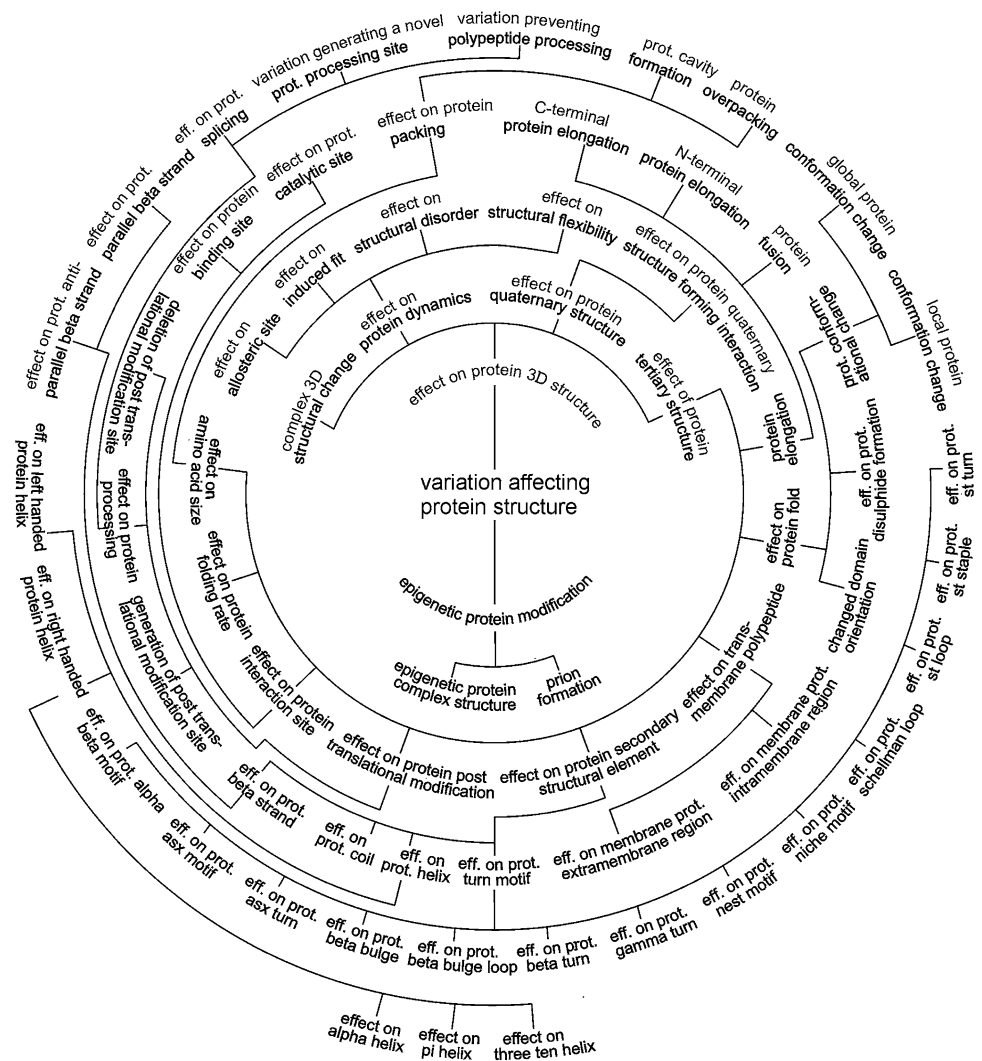 variation affecting
protein structure
effect on protein 3D structure
epigenetic protein modification
epigenetic protein
complex structure
prion
formation
complex 3D
structural change
effect on
protein dynamics
effect on protein
quaternary structure
effect of protein
tertiary structure
effect on
allosteric site
effect on
induced fit
effect on
structural disorder
effect on
structural flexibility
effect on protein quaternary
structure forming interaction
protein
elongation
effect on
protein fold
effect on trans-
membrane polypeptide
effect on protein secondary
structural element
effect on protein post
translational modification
effect on protein
interaction site
effect on protein
folding rate
effect on
amino acid size
deletion of post trans-
lational modification site
effect on protein
binding site
effect on prot.
catalytic site
effect on protein
packing
C-terminal
protein elongation
N-terminal
protein elongation
protein
fusion
prot. conform-
ational change
eff. on prot.
disulphide formation
changed domain
orientation
eff. on membrane prot.
intramembrane region
eff. on membrane prot.
extramembrane region
eff. on prot.
turn motif
eff. on
prot. helix
eff. on
prot. coil
eff. on prot.
beta strand
generation of post trans-
lational modification site
effect on protein
processing
effect on prot. anti-
parallel beta strand
effect on prot.
parallel beta strand
eff. on prot.
splicing
variation generating a novel
prot. processing site
variation preventing
polypeptide processing
prot. cavity
formation
protein
overpacking
global protein
conformation change
local protein
conformation change
eff. on prot.
st turn
eff. on prot.
st staple
eff. on prot.
st loop
eff. on prot.
schellman loop
eff. on prot.
niche motif
eff. on prot.
nest motif
eff. on prot.
gamma turn
eff. on prot.
beta turn
eff. on prot.
beta bulge loop
eff. on prot.
beta bulge
eff. on prot.
asx turn
eff. on prot.
asx motif
eff. on prot. alpha
beta motif
eff. on right handed
protein helix
eff. on left handed
protein helix
effect on
alpha helix
effect on
pi helix
effect on
three ten helix